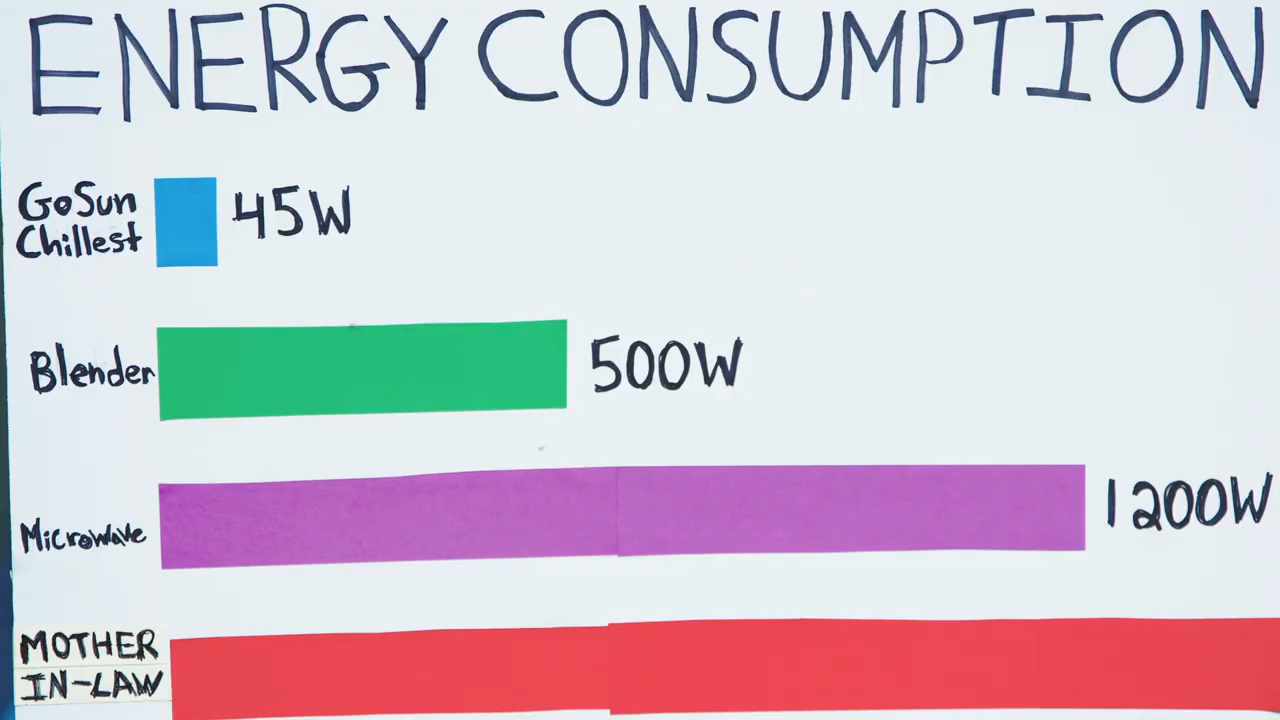 ENERGY CONSUMPTION
GoSun
Chillest
45W
Blender
500W
Microwave
1200W
MOTHER
IN-LAW